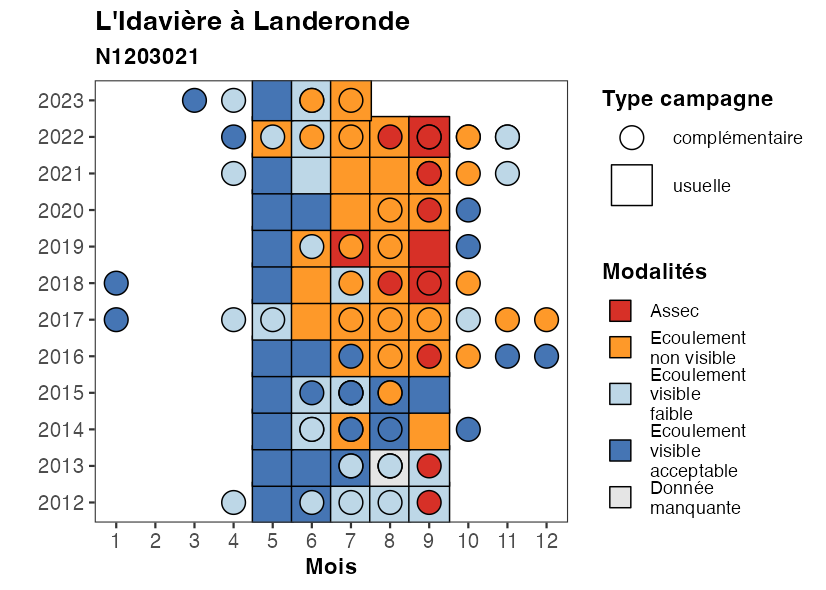 L'Idavière à Landeronde
N1203021
2023
2022
2021
2020
2019
2018
2017
2016
2015
2014
2013
2012
1 2 3 4 5 6 7 8 9 10 11 12
Mois
Type campagne
complémentaire
usuelle
Modalités
Assec
Ecoulement
non visible
Ecoulement
visible
faible
Ecoulement
visible
acceptable
Donnée
manquante